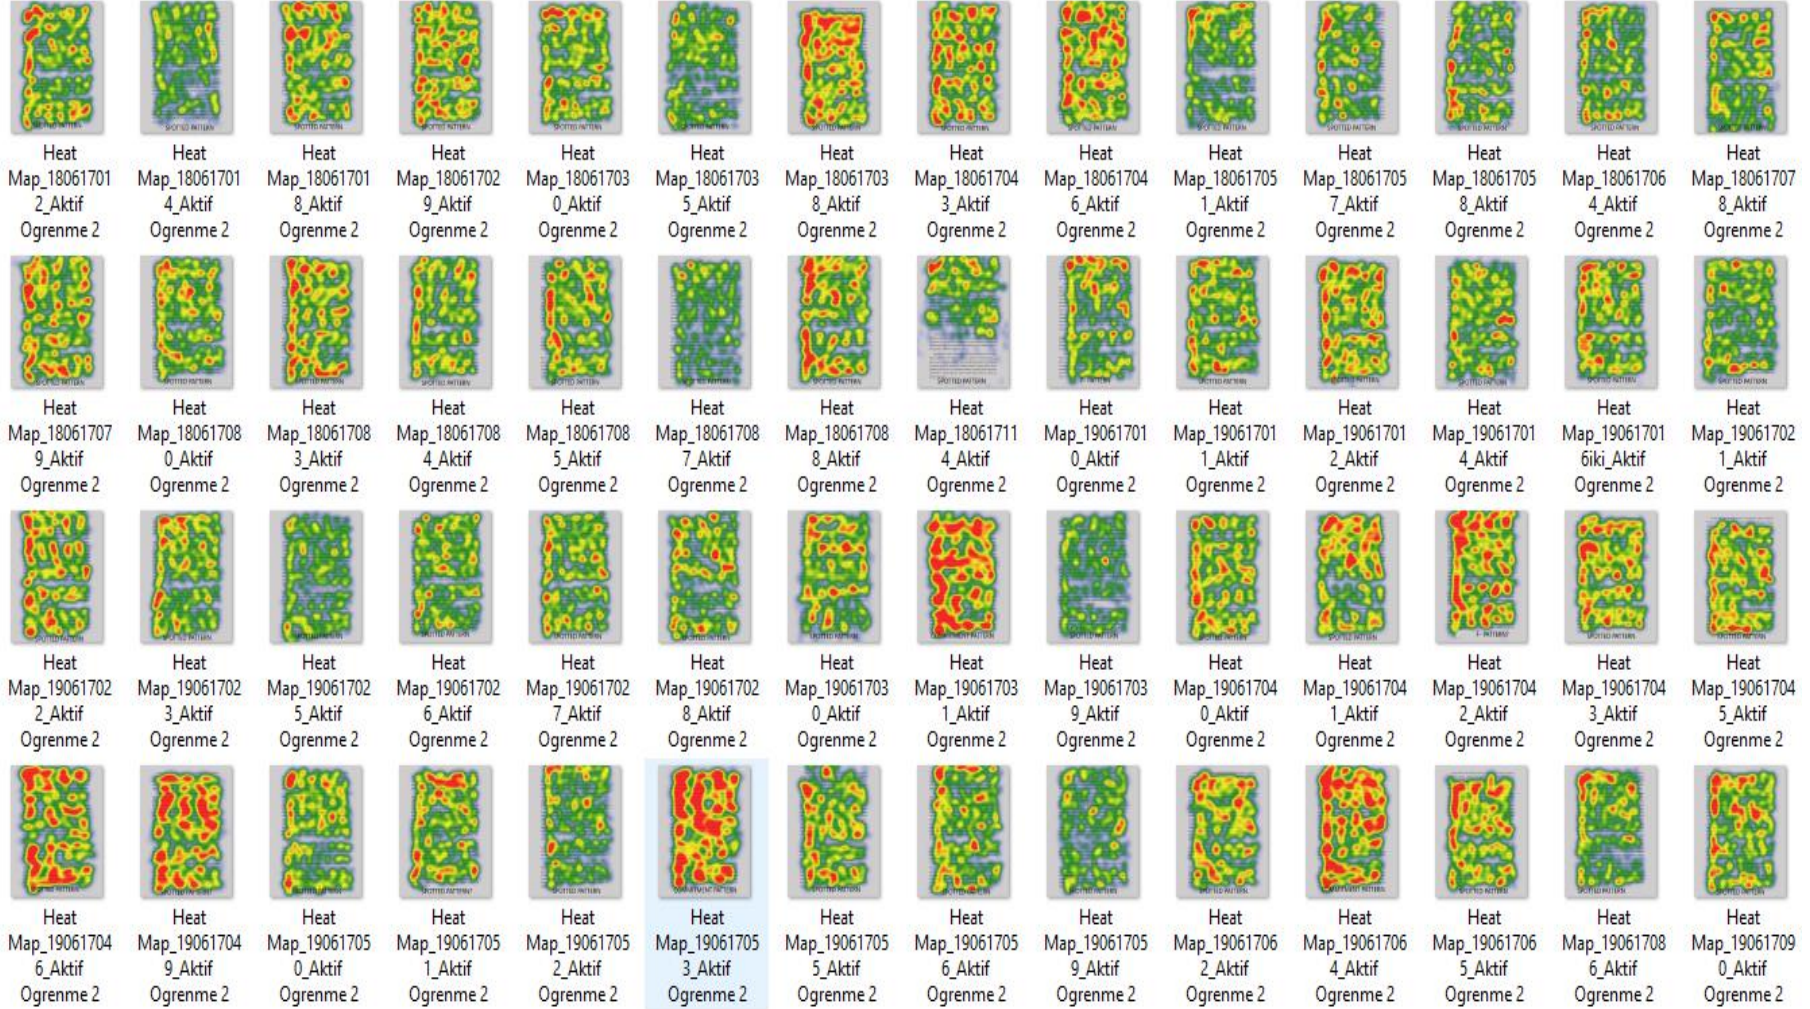 Heat
Map_18061701
2_Aktif
Ogrenme 2
Heat
Map_18061701
4_Aktif
Ogrenme 2
Heat
Map_18061701
8_Aktif
Ogrenme 2
Heat
Map_18061702
9_Aktif
Ogrenme 2
Heat
Map_18061703
0_Aktif
Ogrenme 2
Heat
Map_18061703
5_Aktif
Ogrenme 2
Heat
Map_18061703
8_Aktif
Ogrenme 2
Heat
Map_18061704
3_Aktif
Ogrenme 2
Heat
Map_18061704
6_Aktif
Ogrenme 2
Heat
Map_18061705
1_Aktif
Ogrenme 2
Heat
Map_18061705
7_Aktif
Ogrenme 2
Heat
Map_18061705
8_Aktif
Ogrenme 2
Heat
Map_18061706
4_Aktif
Ogrenme 2
Heat
Map_18061707
8_Aktif
Ogrenme 2
Heat
Map_18061707
9_Aktif
Ogrenme 2
Heat
Map_18061708
0_Aktif
Ogrenme 2
Heat
Map_18061708
3_Aktif
Ogrenme 2
Heat
Map_18061708
4_Aktif
Ogrenme 2
Heat
Map_18061708
5_Aktif
Ogrenme 2
Heat
Map_18061708
7_Aktif
Ogrenme 2
Heat
Map_18061708
8_Aktif
Ogrenme 2
Heat
Map_18061711
4_Aktif
Ogrenme 2
Heat
Map_19061701
0_Aktif
Ogrenme 2
Heat
Map_19061701
1_Aktif
Ogrenme 2
Heat
Map_19061701
2_Aktif
Ogrenme 2
Heat
Map_19061701
4_Aktif
Ogrenme 2
Heat
Map_19061701
6iki_Aktif
Ogrenme 2
Heat
Map_19061702
1_Aktif
Ogrenme 2
Heat
Map_19061702
2_Aktif
Ogrenme 2
Heat
Map_19061702
3_Aktif
Ogrenme 2
Heat
Map_19061702
5_Aktif
Ogrenme 2
Heat
Map_19061702
6_Aktif
Ogrenme 2
Heat
Map_19061702
7_Aktif
Ogrenme 2
Heat
Map_19061702
8_Aktif
Ogrenme 2
Heat
Map_19061703
0_Aktif
Ogrenme 2
Heat
Map_19061703
1_Aktif
Ogrenme 2
Heat
Map_19061703
9_Aktif
Ogrenme 2
Heat
Map_19061704
0_Aktif
Ogrenme 2
Heat
Map_19061704
1_Aktif
Ogrenme 2
Heat
Map_19061704
2_Aktif
Ogrenme 2
Heat
Map_19061704
3_Aktif
Ogrenme 2
Heat
Map_19061704
5_Aktif
Ogrenme 2
Heat
Map_19061704
6_Aktif
Ogrenme 2
Heat
Map_19061704
9_Aktif
Ogrenme 2
Heat
Map_19061705
0_Aktif
Ogrenme 2
Heat
Map_19061705
1_Aktif
Ogrenme 2
Heat
Map_19061705
2_Aktif
Ogrenme 2
Heat
Map_19061705
3_Aktif
Ogrenme 2
Heat
Map_19061705
5_Aktif
Ogrenme 2
Heat
Map_19061705
6_Aktif
Ogrenme 2
Heat
Map_19061705
9_Aktif
Ogrenme 2
Heat
Map_19061706
2_Aktif
Ogrenme 2
Heat
Map_19061706
4_Aktif
Ogrenme 2
Heat
Map_19061706
5_Aktif
Ogrenme 2
Heat
Map_19061708
6_Aktif
Ogrenme 2
Heat
Map_19061709
0_Aktif
Ogrenme 2